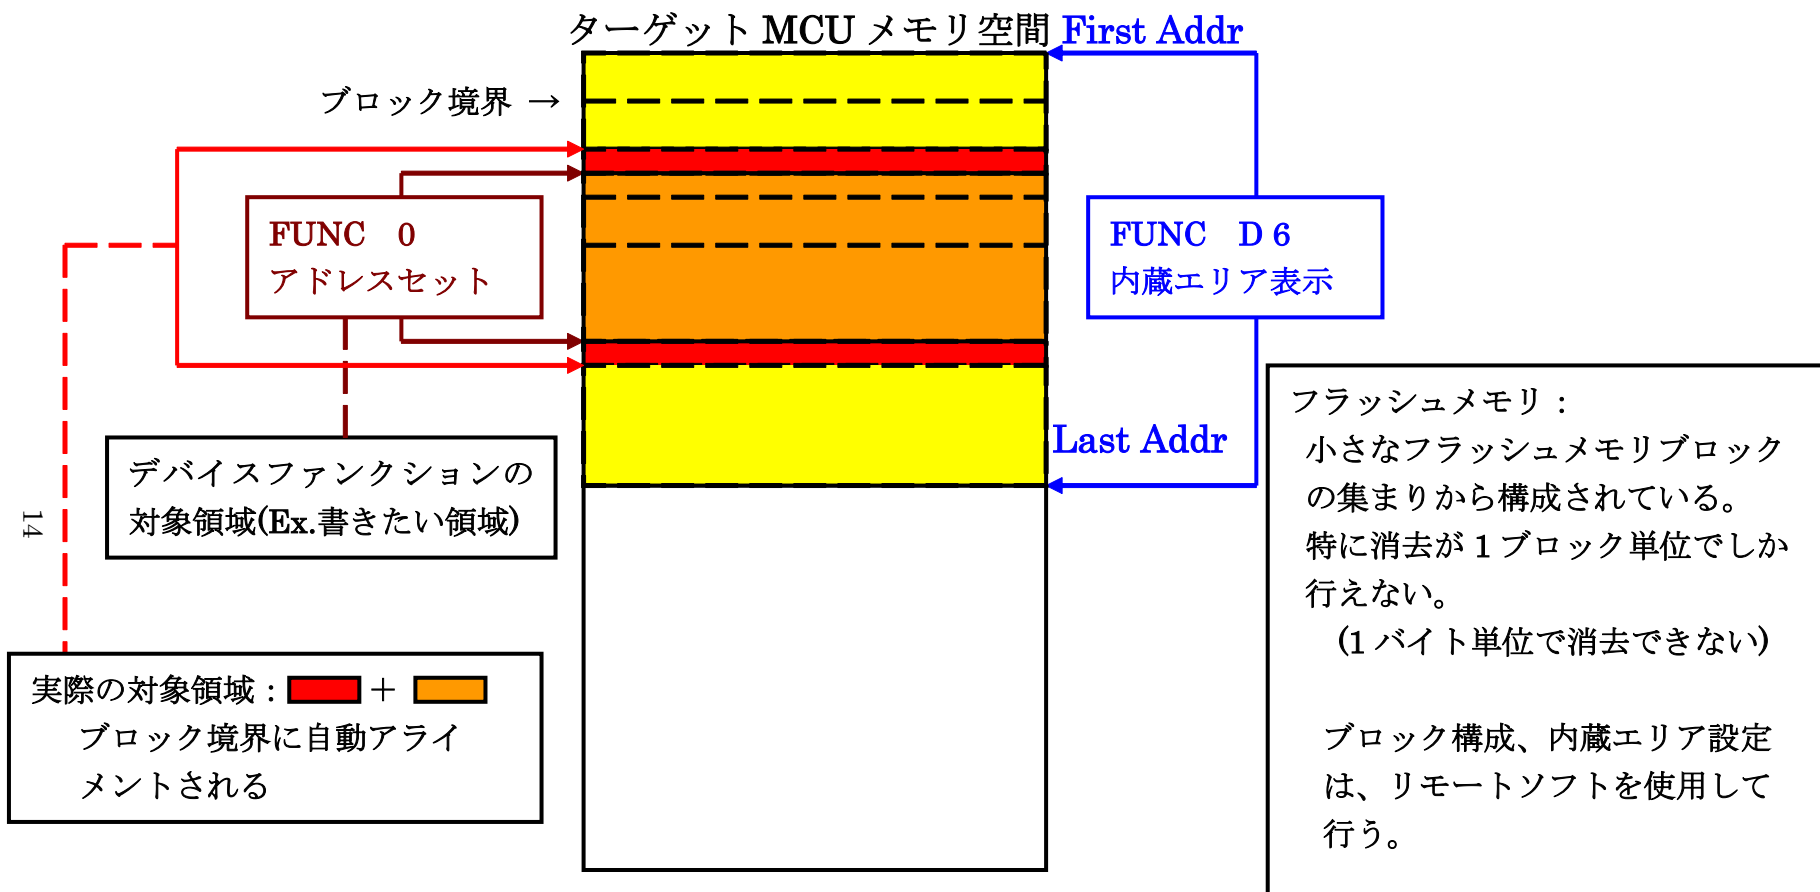 ターゲット MCU メモリ空間 First Addr
ブロック境界 →
FUNC 0
アドレスセット
FUNC D 6
内蔵エリア表示
Last Addr
デバイスファンクションの
対象領域(Ex.書きたい領域)
14
実際の対象領域 : +
ブロック境界に自動アライ
メントされる
フラッシュメモリ :
小さなフラッシュメモリブロック
の集まりから構成されている。
特に消去が 1 ブロック単位でしか
行えない。
(1 バイト単位で消去できない)
ブロック構成、内蔵エリア設定
は、リモートソフトを使用して
行う。